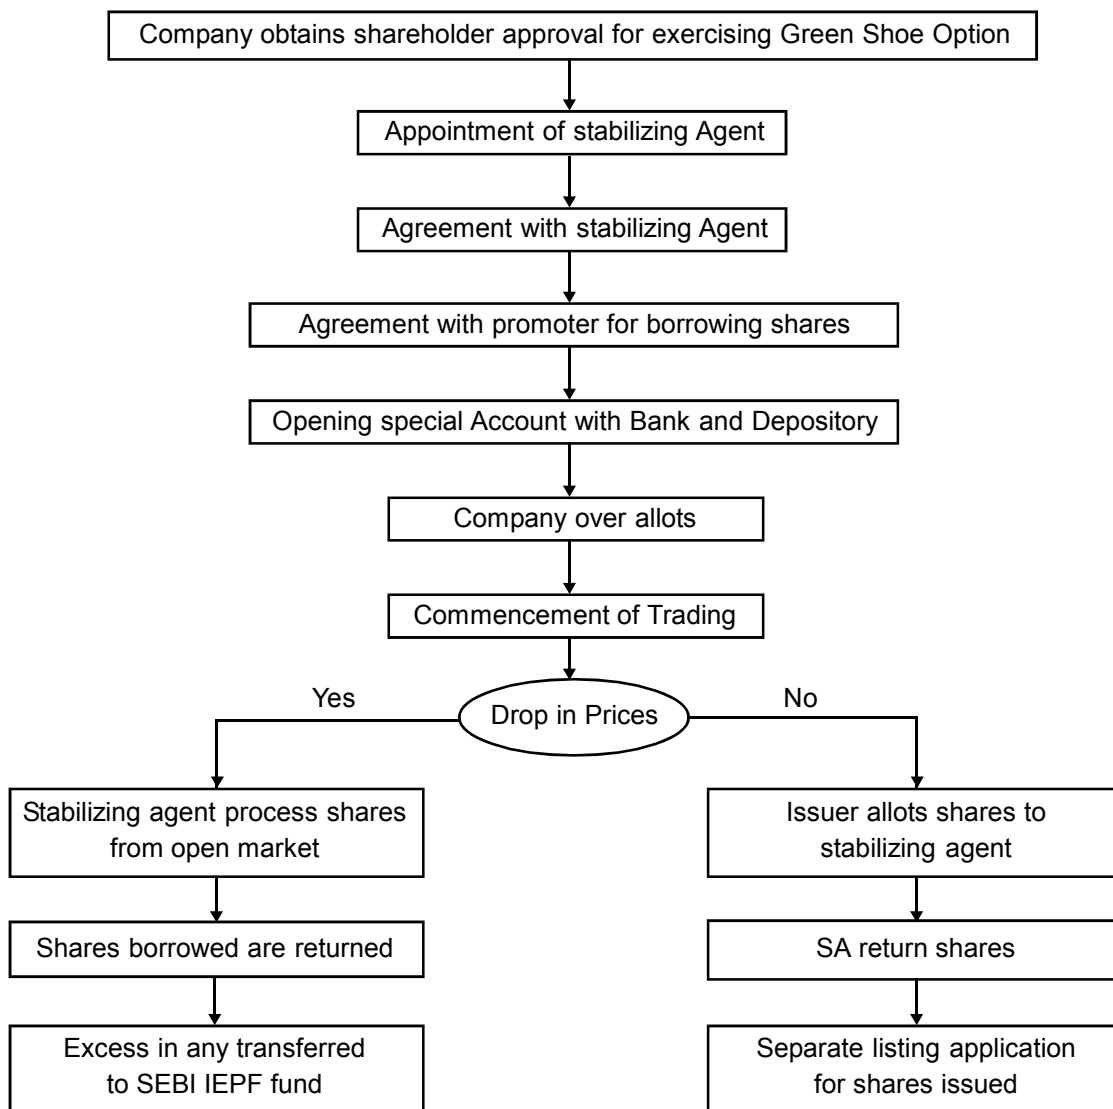 Company obtains shareholder approval for exercising Green Shoe Option
Appointment of stabilizing Agent
Agreement with stabilizing Agent
Agreement with promoter for borrowing shares
Opening special Account with Bank and Depository
Company over allots
Commencement of Trading
Drop in Prices
Yes
No
Stabilizing agent process shares
from open market
Shares borrowed are returned
Excess in any transferred
to SEBI IEPF fund
Issuer allots shares to
stabilizing agent
SA return shares
Separate listing application
for shares issued